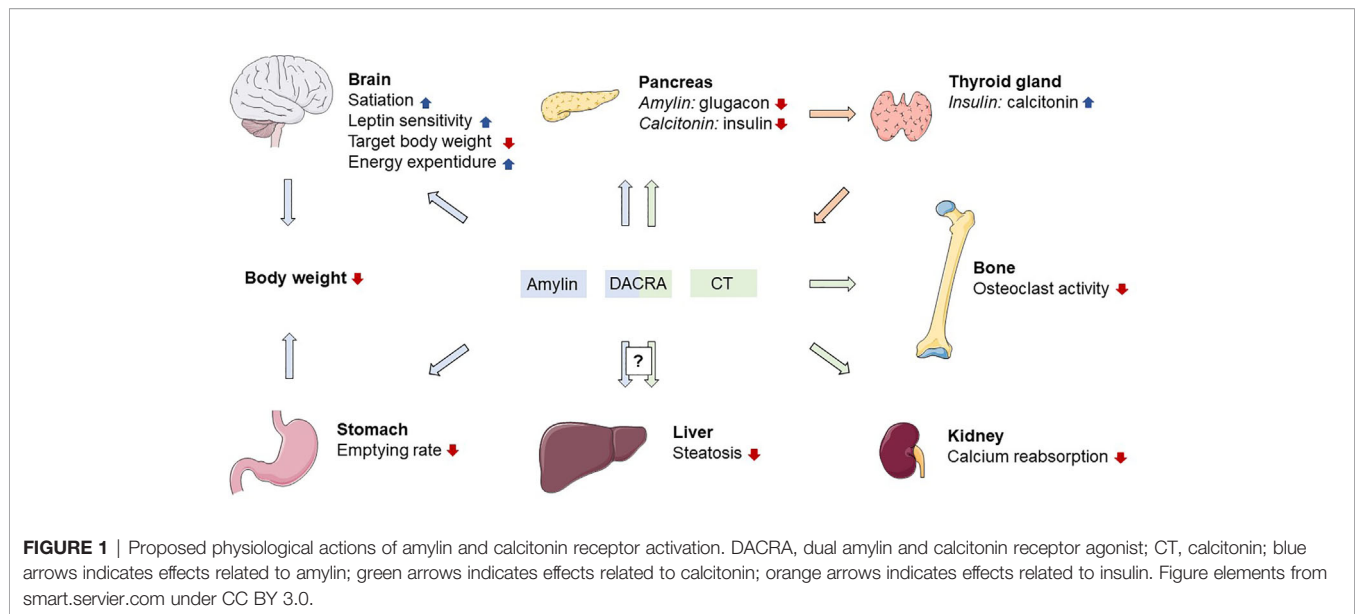 Brain
Satiation
Leptin sensitivity
Target body weight
Energy expentidure
Pancreas
Amylin: glugacon
Calcitonin: insulin
Thyroid gland
Insulin: calcitonin
Body weight
Amylin
DACRA
CT
Bone
Osteoclast activity
?
Stomach
Emptying rate
Liver
Steatosis
Kidney
Calcium reabsorption
FIGURE 1 | Proposed physiological actions of amylin and calcitonin receptor activation. DACRA, dual amylin and calcitonin receptor agonist; CT, calcitonin; blue
arrows indicates effects related to amylin; green arrows indicates effects related to calcitonin; orange arrows indicates effects related to insulin. Figure elements from
smart.servier.com under CC BY 3.0.